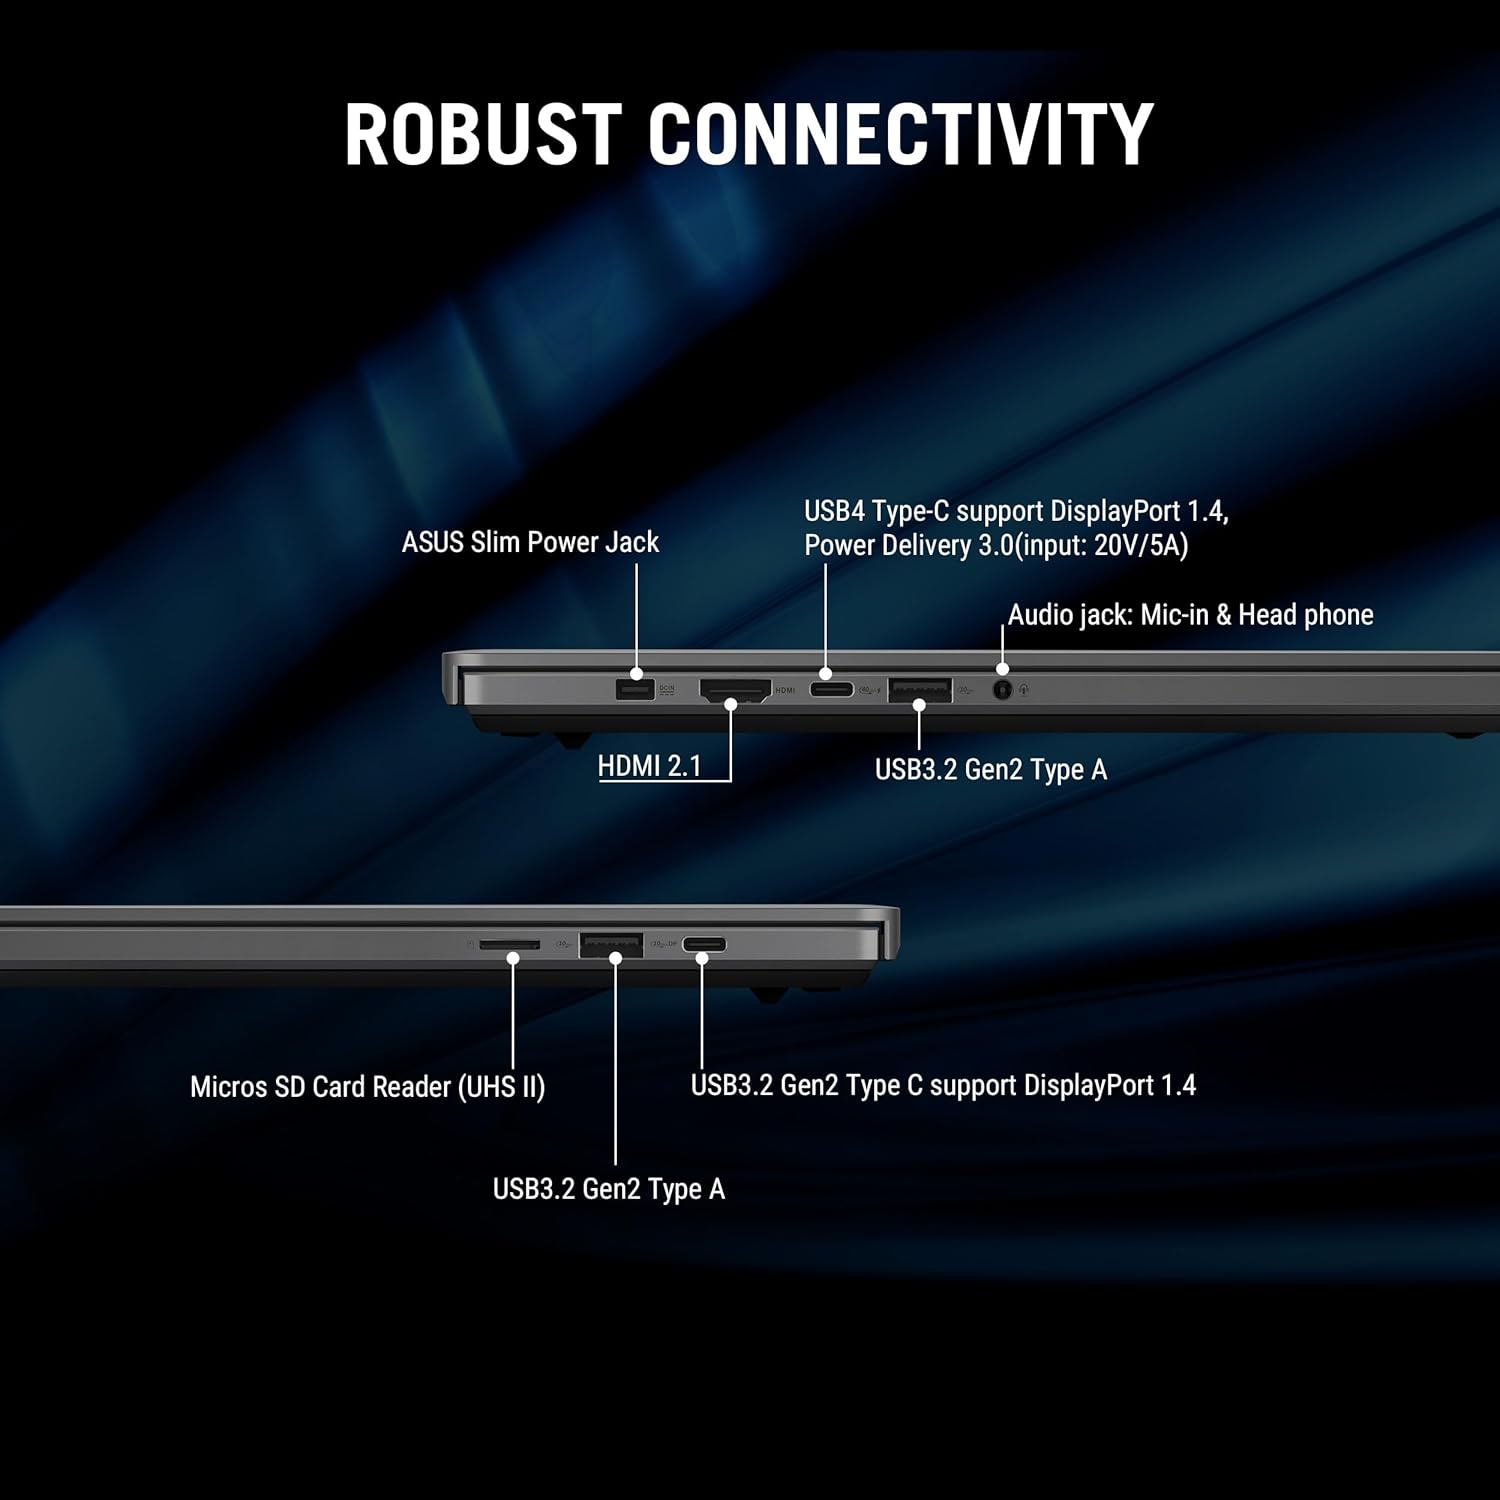 ROBUST CONNECTIVITY
USB4 Type-C support DisplayPort 1.4,
Power Delivery 3.0(input: 20V/5A)
ASUS Slim Power Jack
Audio jack: Mic-in & Head phone
DCIN
HDMI
HDMI 2.1
USB3.2 Gen2 Type A
Micros SD Card Reader (UHS II)
USB3.2 Gen2 Type C support DisplayPort 1.4
USB3.2 Gen2 Type A